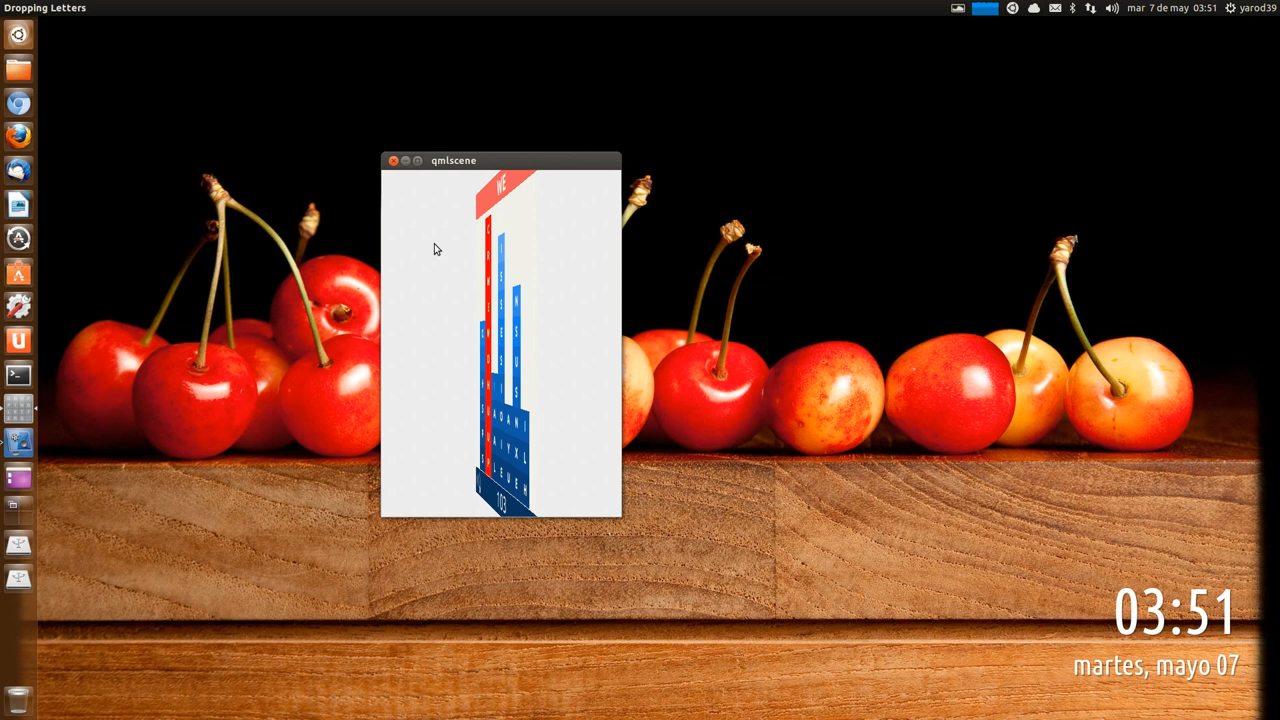 Dropping Letters
mar 7 de may 03:51
yarod39
qmlscene
WE
A O A N I
A I Y X L
L E U E H
103
03:51
martes, mayo 07